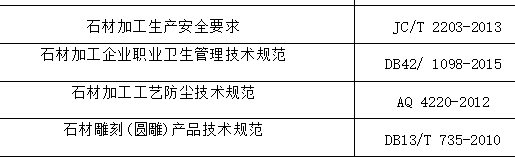 石材加工生产安全要求 JC/T 2203-2013
石材加工企业职业卫生管理技术规范 DB42/ 1098-2015
石材加工工艺防尘技术规范 AQ 4220-2012
石材雕刻(圆雕)产品技术规范 DB13/T 735-2010